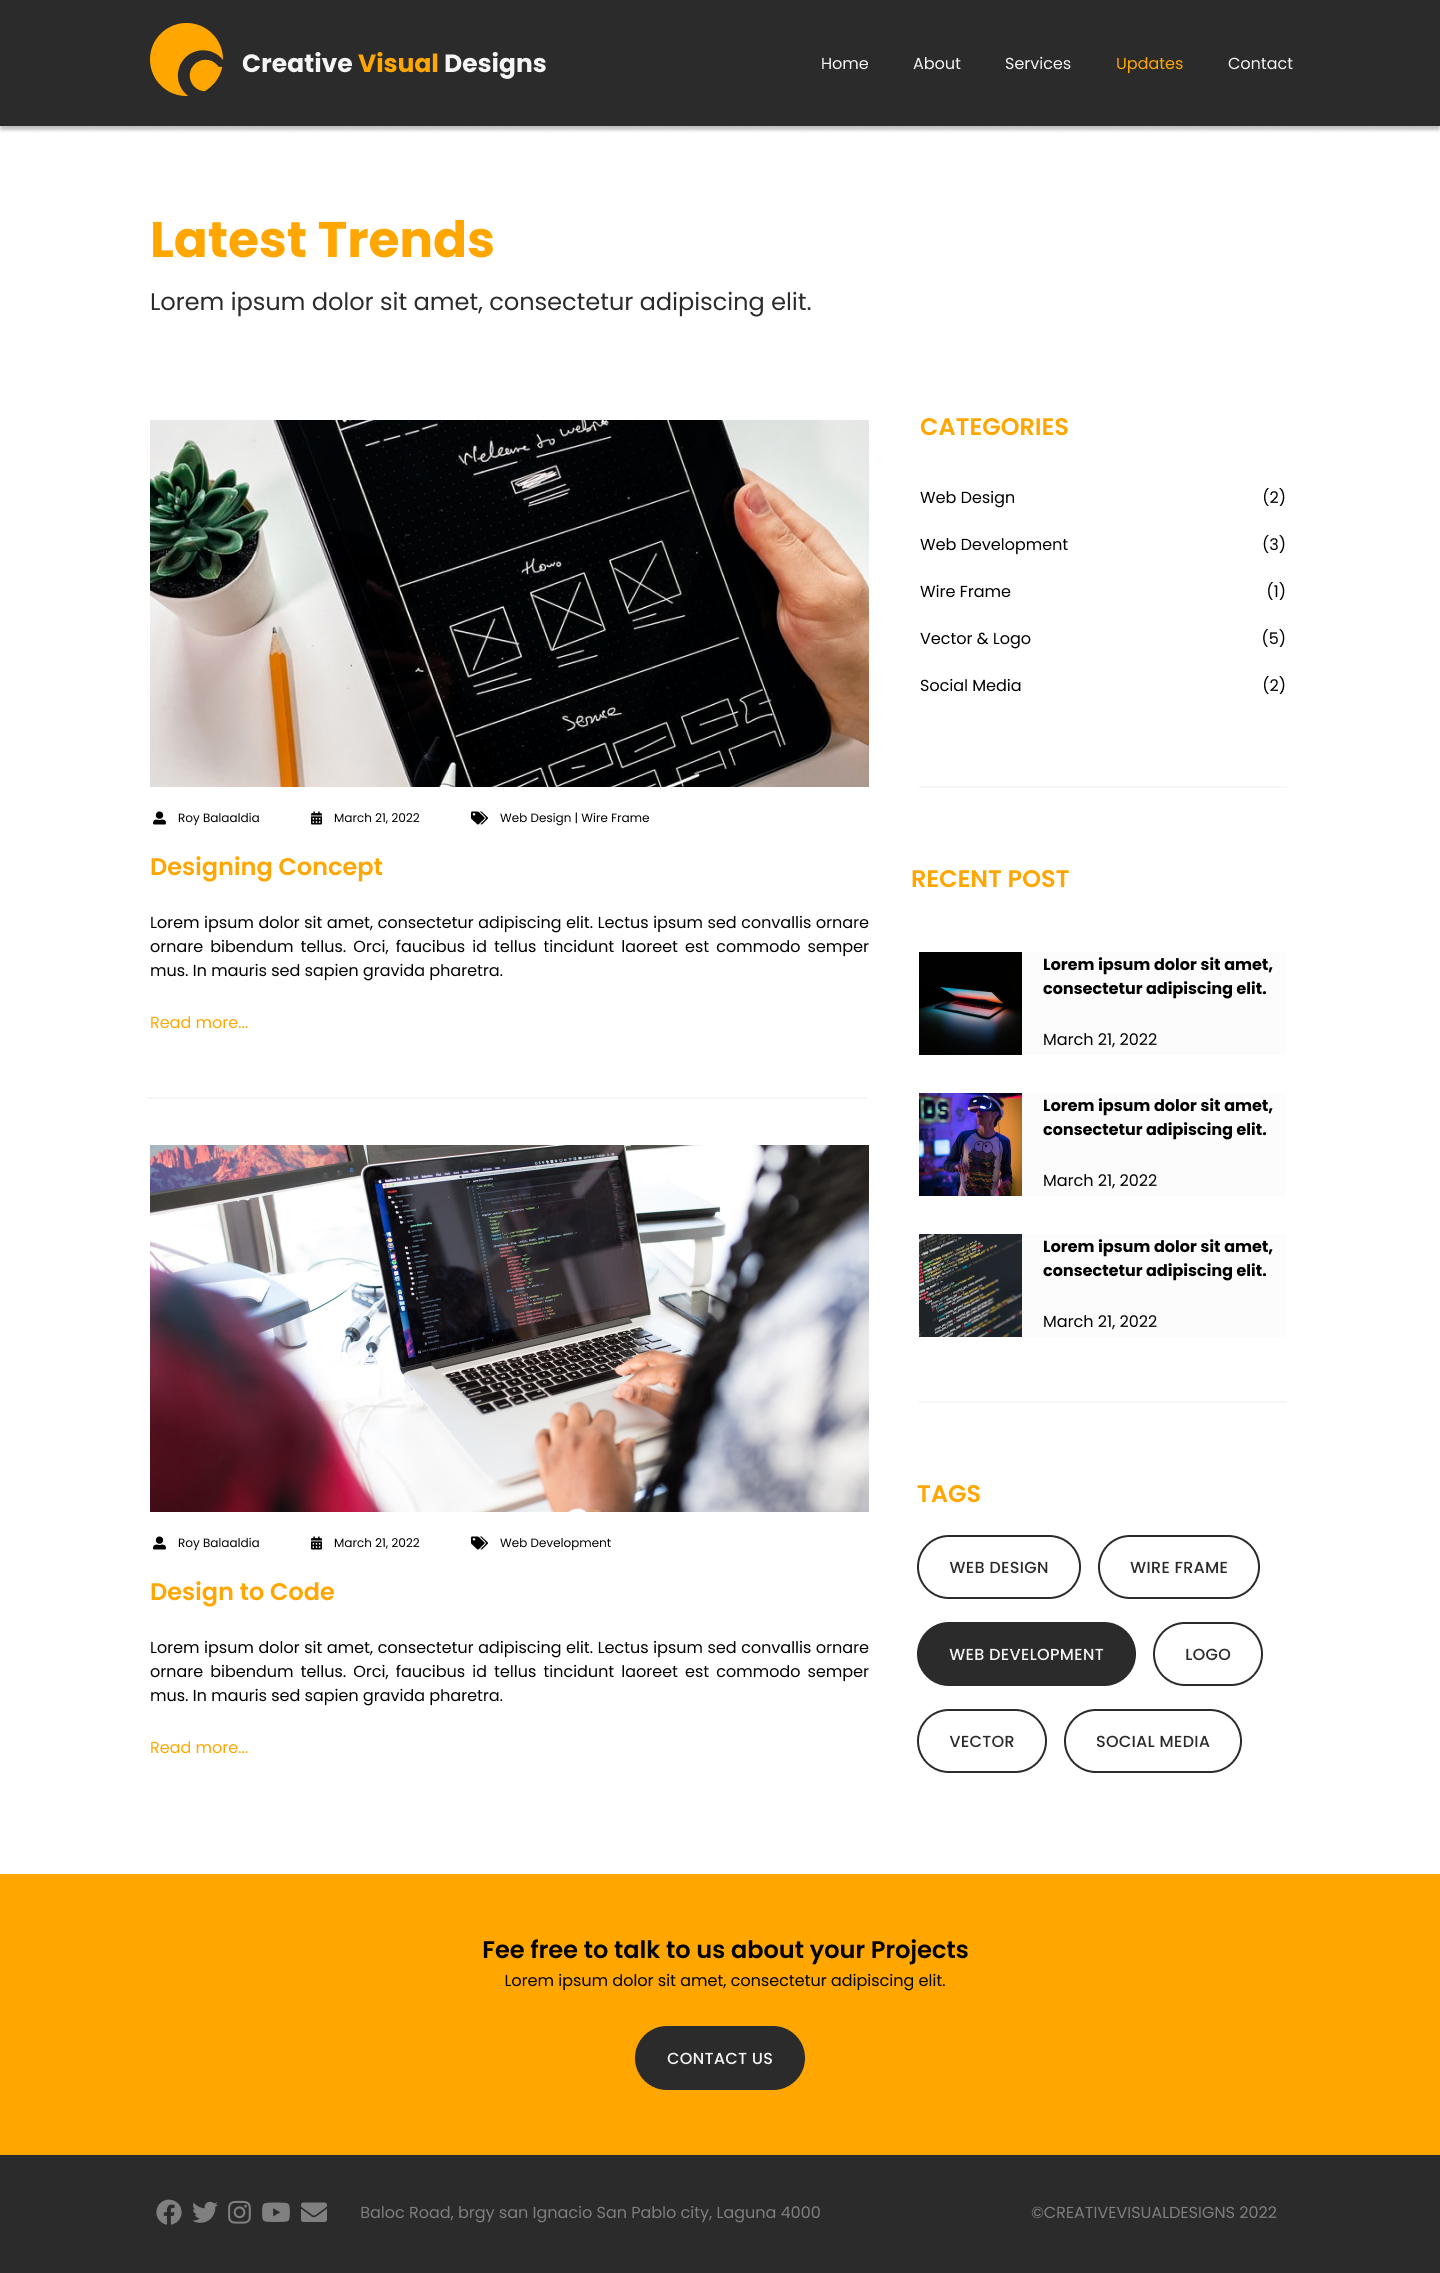 Creative Visual Designs
Home About Services Updates Contact
Latest Trends
Lorem ipsum dolor sit amet, consectetur adipiscing elit.
Welcome to
Home
Service
Roy Balaaldia March 21, 2022 Web Design | Wire Frame
Designing Concept
Lorem ipsum dolor sit amet, consectetur adipiscing elit. Lectus ipsum sed convallis ornare
ornare bibendum tellus. Orci, faucibus id tellus tincidunt laoreet est commodo semper
mus. In mauris sed sapien gravida pharetra.
Read more...
Roy Balaaldia March 21, 2022 Web Development
Design to Code
Lorem ipsum dolor sit amet, consectetur adipiscing elit. Lectus ipsum sed convallis ornare
ornare bibendum tellus. Orci, faucibus id tellus tincidunt laoreet est commodo semper
mus. In mauris sed sapien gravida pharetra.
Read more...
CATEGORIES
Web Design (2)
Web Development (3)
Wire Frame (1)
Vector & Logo (5)
Social Media (2)
RECENT POST
Lorem ipsum dolor sit amet,
consectetur adipiscing elit.
March 21, 2022
Lorem ipsum dolor sit amet,
consectetur adipiscing elit.
March 21, 2022
Lorem ipsum dolor sit amet,
consectetur adipiscing elit.
March 21, 2022
TAGS
WEB DESIGN WIRE FRAME
WEB DEVELOPMENT LOGO
VECTOR SOCIAL MEDIA
Fee free to talk to us about your Projects
Lorem ipsum dolor sit amet, consectetur adipiscing elit.
CONTACT US
Baloc Road, brgy san Ignacio San Pablo city, Laguna 4000
©CREATIVEVISUALDESIGNS 2022